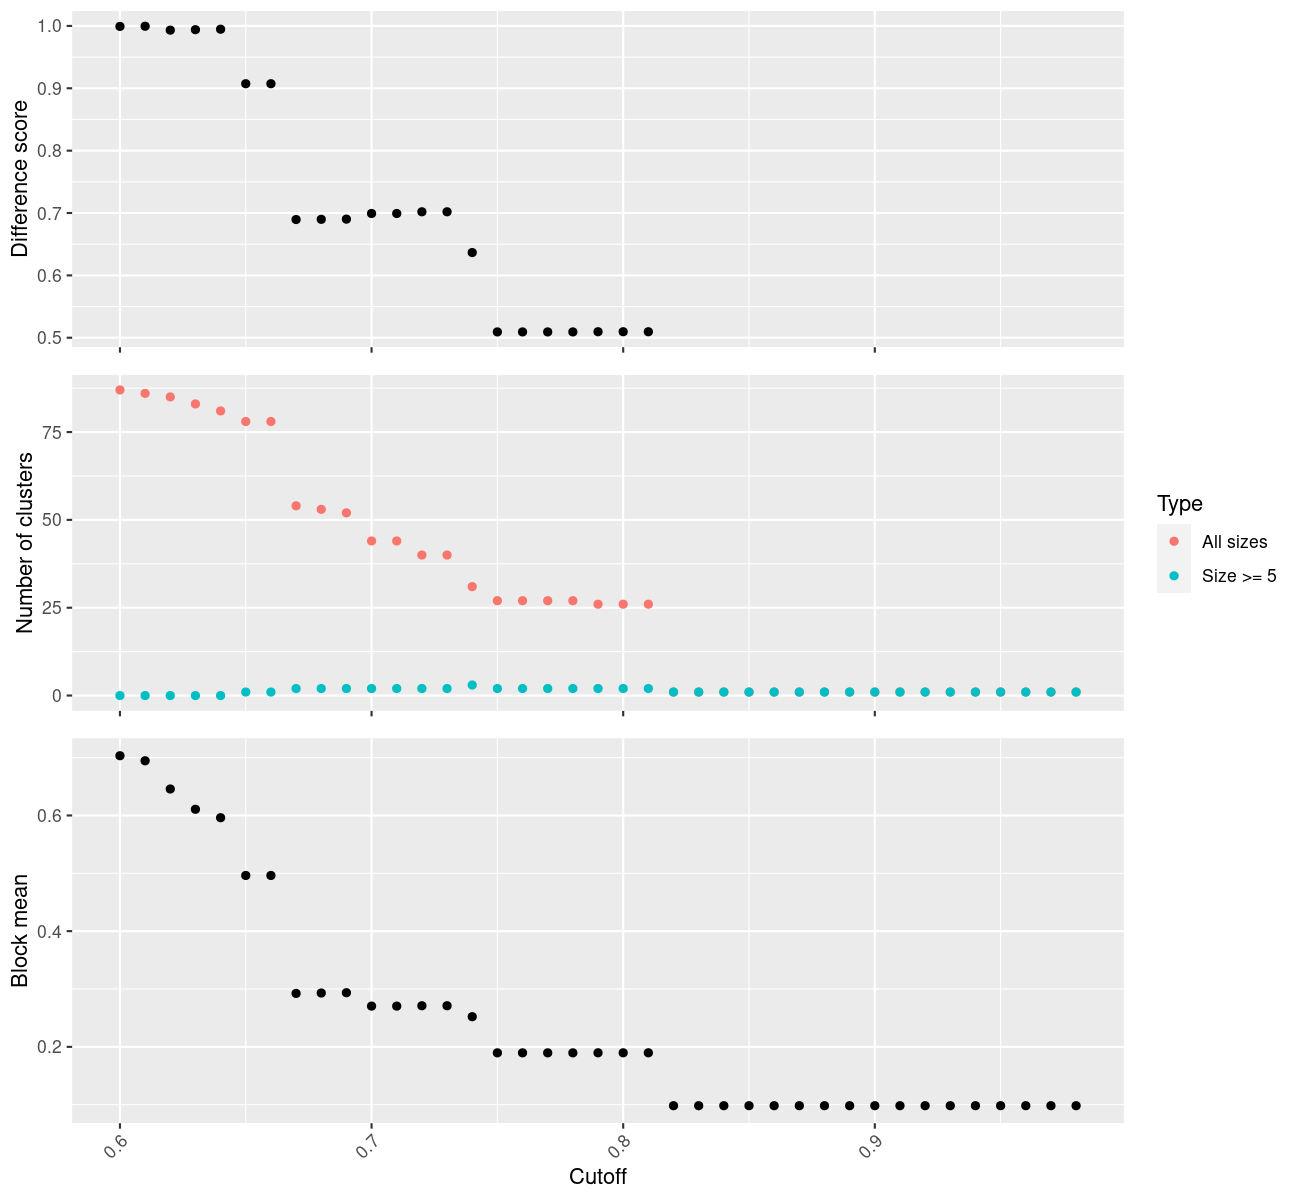 Difference score
1.0
0.9
0.8
0.7
0.6
0.5
Number of clusters
75
50
25
0
Type
All sizes
Size >= 5
Block mean
0.6
0.4
0.2
0.6
0.7
0.8
0.9
Cutoff